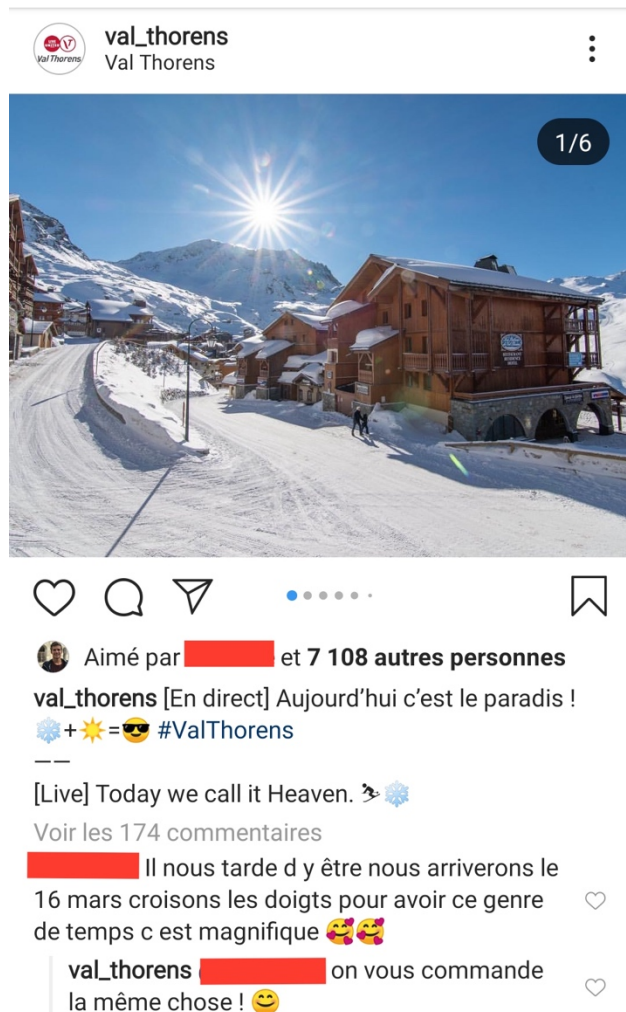 val_thorens
Val Thorens
Val Thorens
1/6
Aimé par et 7 108 autres personnes
val_thorens [En direct] Aujourd’hui c’est le paradis !
❄️+☀️=😎 #ValThorens
——
[Live] Today we call it Heaven. ⛷❄️
Voir les 174 commentaires
Il nous tarde d y être nous arriverons le
16 mars croisons les doigts pour avoir ce genre
de temps c est magnifique 🥰🥰
val_thorens on vous commande
la même chose ! 😊